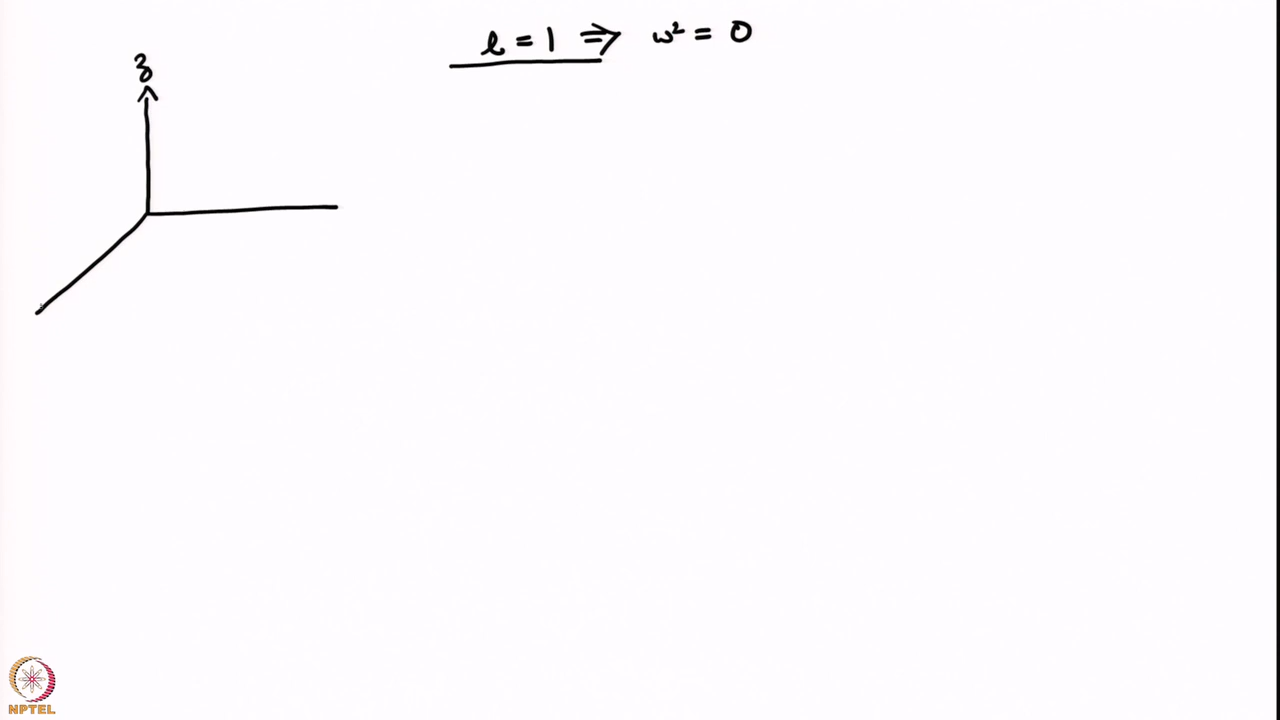 l = 1 ⇒ ω² = 0
z
NPTEL